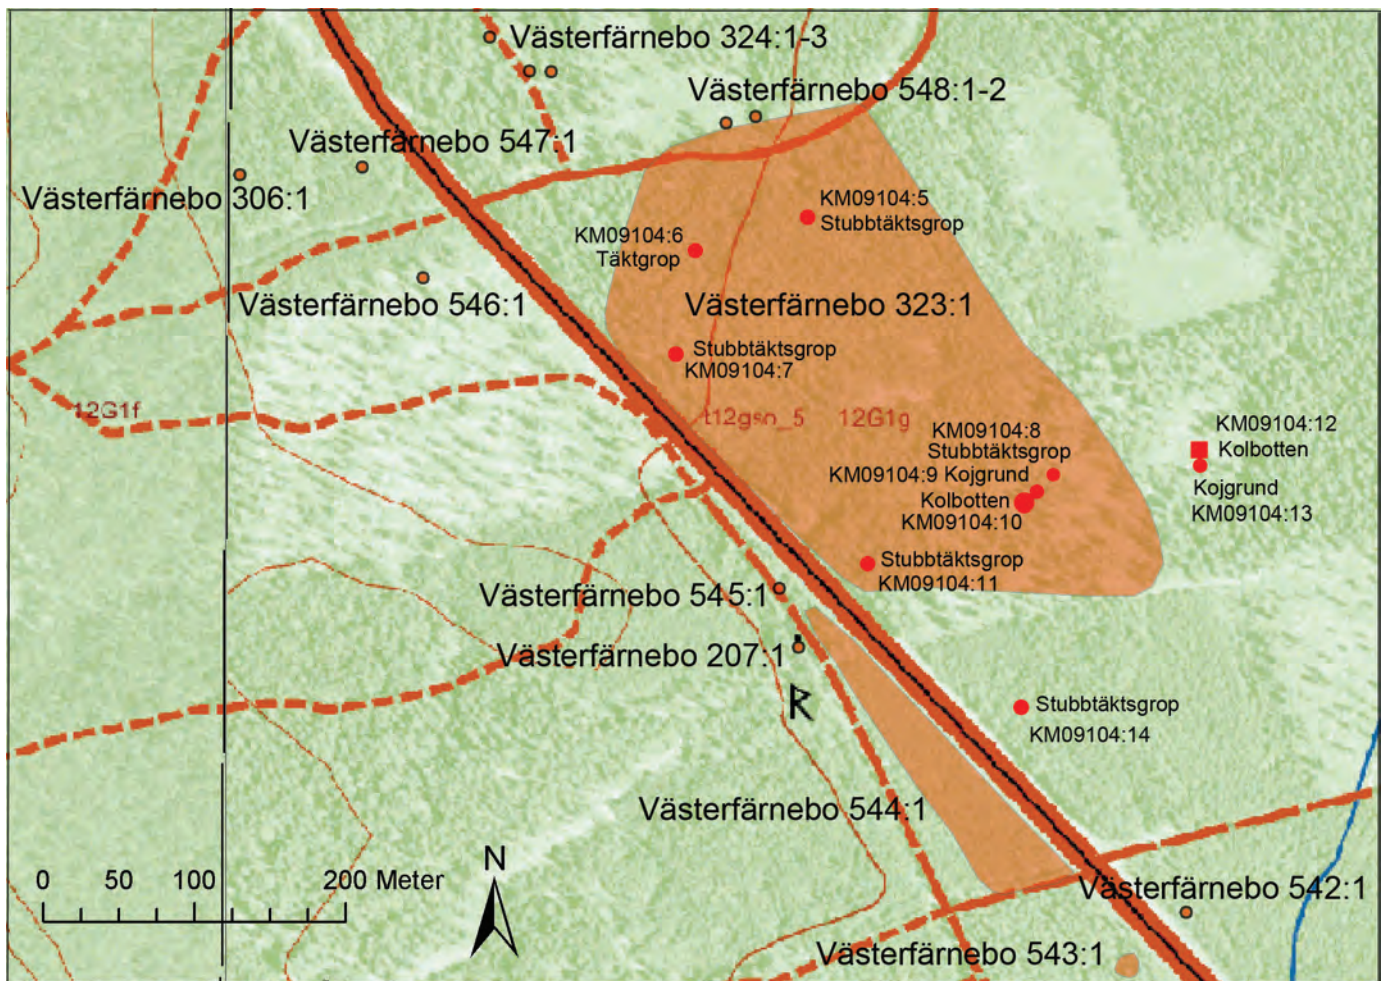 Västerfärnebo 324:1-3
Västerfärnebo 548:1-2
Västerfärnebo 547:1
Västerfärnebo 306:1
KM09104:5
Stubbtäktsgrop
KM09104:6
Täktgrop
Västerfärnebo 546:1
Västerfärnebo 323:1
Stubbtäktsgrop
KM09104:7
12G1f
t12gso_5
12G1g
KM09104:8
Stubbtäktsgrop
KM09104:9 Kojgrund
Kolbotten
KM09104:10
KM09104:12
Kolbotten
Kojgrund
KM09104:13
Stubbtäktsgrop
KM09104:11
Västerfärnebo 545:1
Västerfärnebo 207:1
R
Stubbtäktsgrop
KM09104:14
Västerfärnebo 544:1
N
0 50 100 200 Meter
Västerfärnebo 542:1
Västerfärnebo 543:1